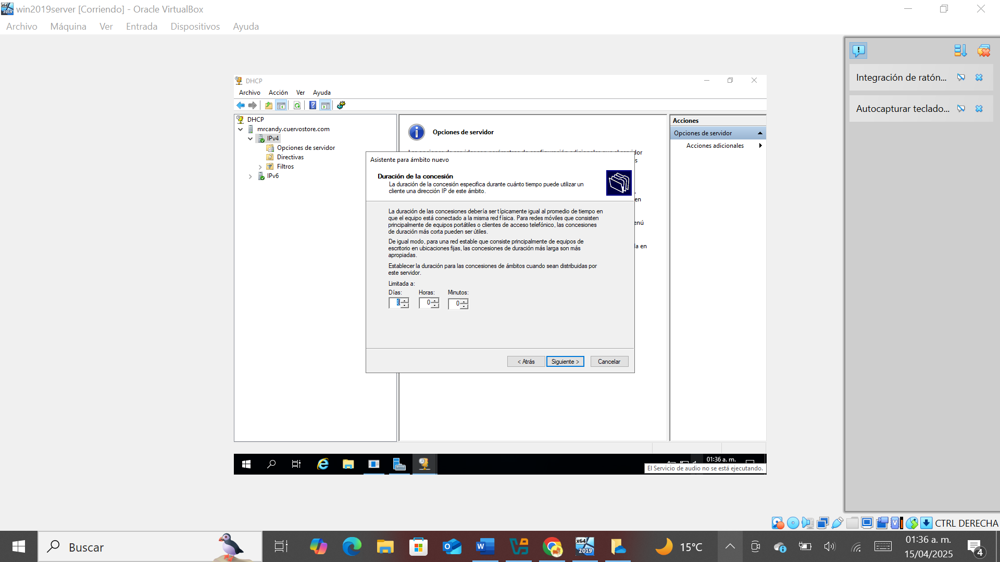 win2019server [Corriendo] - Oracle VirtualBox
Archivo Máquina Ver Entrada Dispositivos Ayuda
Integración de ratón...
Autocapturar teclado...
DHCP
Archivo Acción Ver Ayuda
DHCP
mrcandy.cuervostore.com
IPv4
Opciones de servidor
Directivas
Filtros
IPv6
Opciones de servidor
Acciones
Opciones de servidor
Acciones adicionales
Asistente para ámbito nuevo
Duración de la concesión
La duración de la concesión especifica durante cuánto tiempo puede utilizar un
cliente una dirección IP de este ámbito.
La duración de las concesiones debería ser típicamente igual al promedio de tiempo en
que el equipo está conectado a la misma red física. Para redes móviles que consisten
principalmente de equipos portátiles o clientes de acceso telefónico, las concesiones
de duración más corta pueden ser útiles.
De igual modo, para una red estable que consiste principalmente de equipos de
escritorio en ubicaciones fijas, las concesiones de duración más larga son más
apropiadas.
Establecer la duración para las concesiones de ámbitos cuando sean distribuidas por
este servidor.
Limitada a:
Días: Horas: Minutos:
0 0
< Atrás Siguiente > Cancelar
01:36 a. m.
El Servicio de audio no se está ejecutando.
CTRL DERECHA
Buscar
x64
2019
15°C
01:36 a. m.
15/04/2025
4